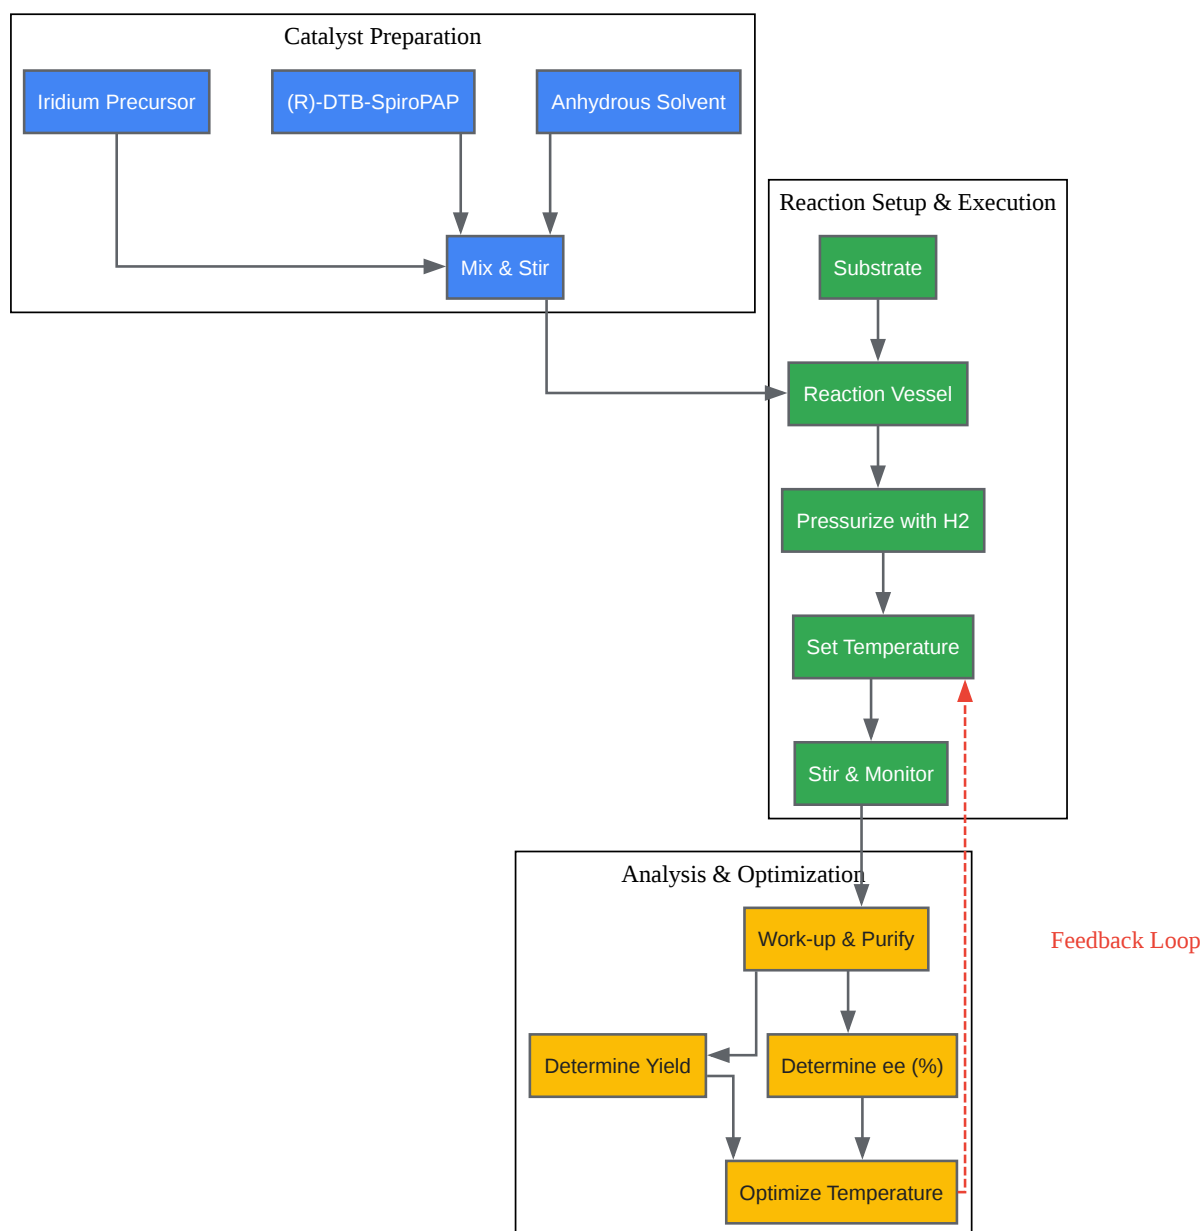 Catalyst Preparation
Iridium Precursor
(R)-DTB-SpiroPAP
Anhydrous Solvent
Mix & Stir
Reaction Setup & Execution
Substrate
Reaction Vessel
Pressurize with H2
Set Temperature
Stir & Monitor
Analysis & Optimization
Work-up & Purify
Feedback Loop
Determine Yield
Determine ee (%)
Optimize Temperature